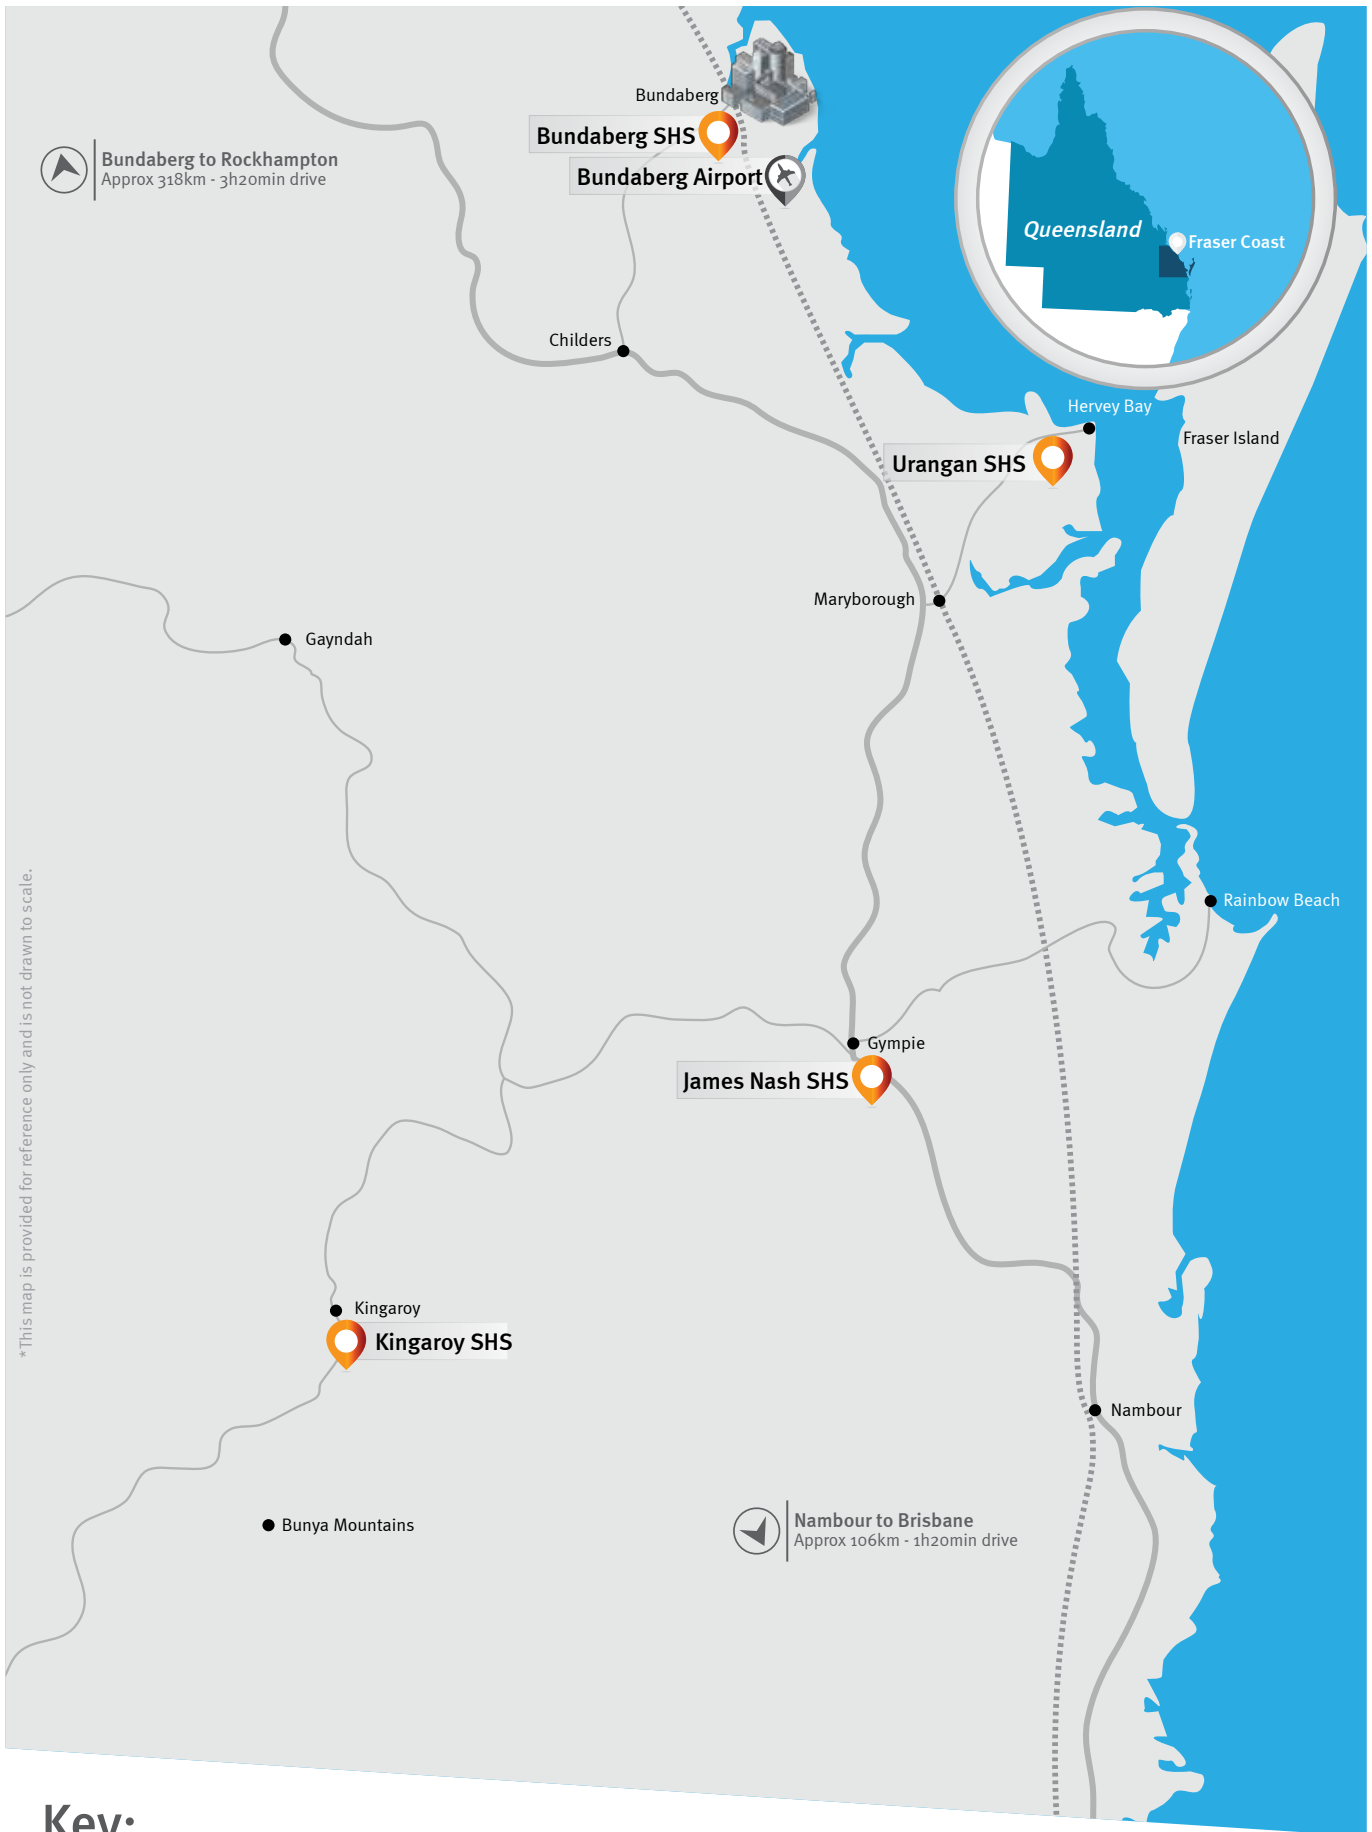 Bundaberg
Bundaberg SHS
Bundaberg to Rockhampton
Approx 318km - 3h20min drive
Bundaberg Airport
Queensland
Fraser Coast
Childers
Hervey Bay
Fraser Island
Urangan SHS
Maryborough
Gayndah
*This map is provided for reference only and is not drawn to scale.
Rainbow Beach
Gympie
James Nash SHS
Kingaroy
Kingaroy SHS
Nambour
Bunya Mountains
Nambour to Brisbane
Approx 106km - 1h20min drive
Key: